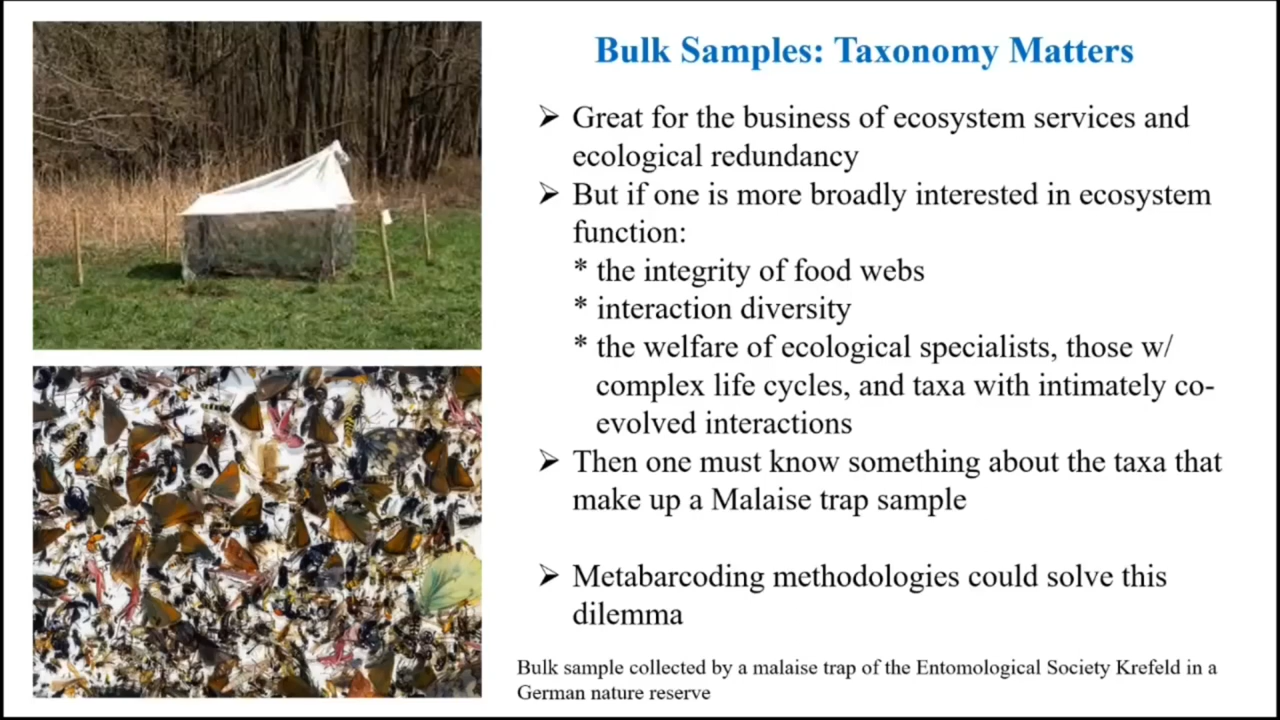 Bulk Samples: Taxonomy Matters
➢ Great for the business of ecosystem services and
ecological redundancy
➢ But if one is more broadly interested in ecosystem
function:
* the integrity of food webs
* interaction diversity
* the welfare of ecological specialists, those w/
complex life cycles, and taxa with intimately co-
evolved interactions
➢ Then one must know something about the taxa that
make up a Malaise trap sample
➢ Metabarcoding methodologies could solve this
dilemma
Bulk sample collected by a malaise trap of the Entomological Society Krefeld in a
German nature reserve